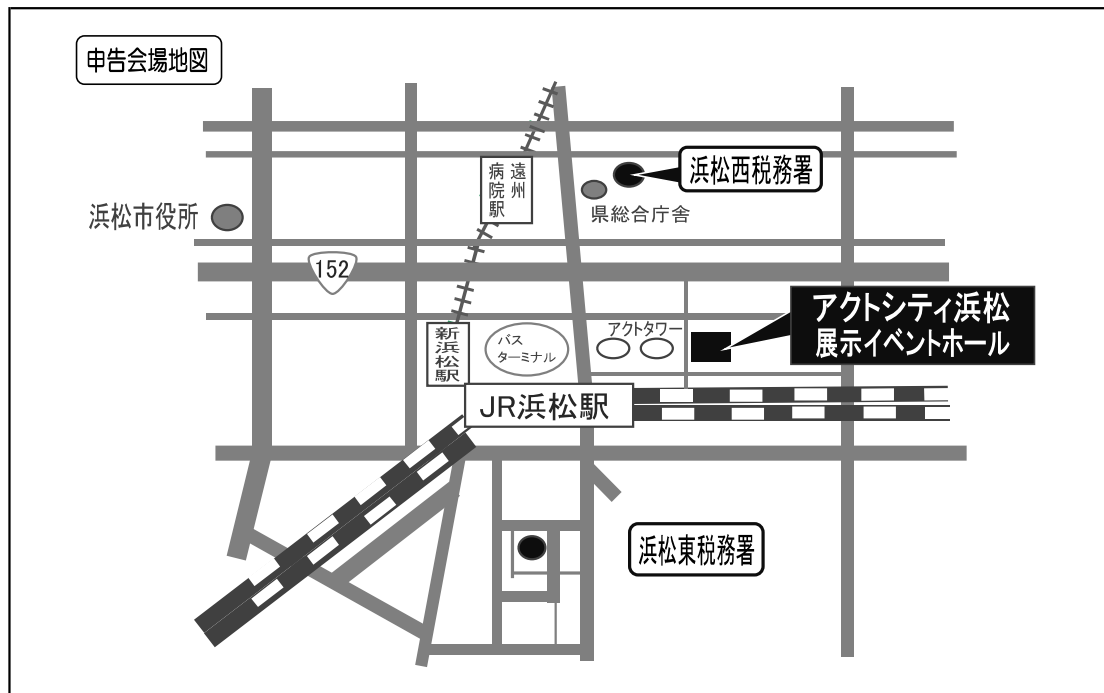 申告会場地図
浜松西税務署
遠州
病院駅
県総合庁舎
浜松市役所
152
アクトシティ浜松
展示イベントホール
アクトタワー
バス
ターミナル
新浜松駅
JR浜松駅
浜松東税務署